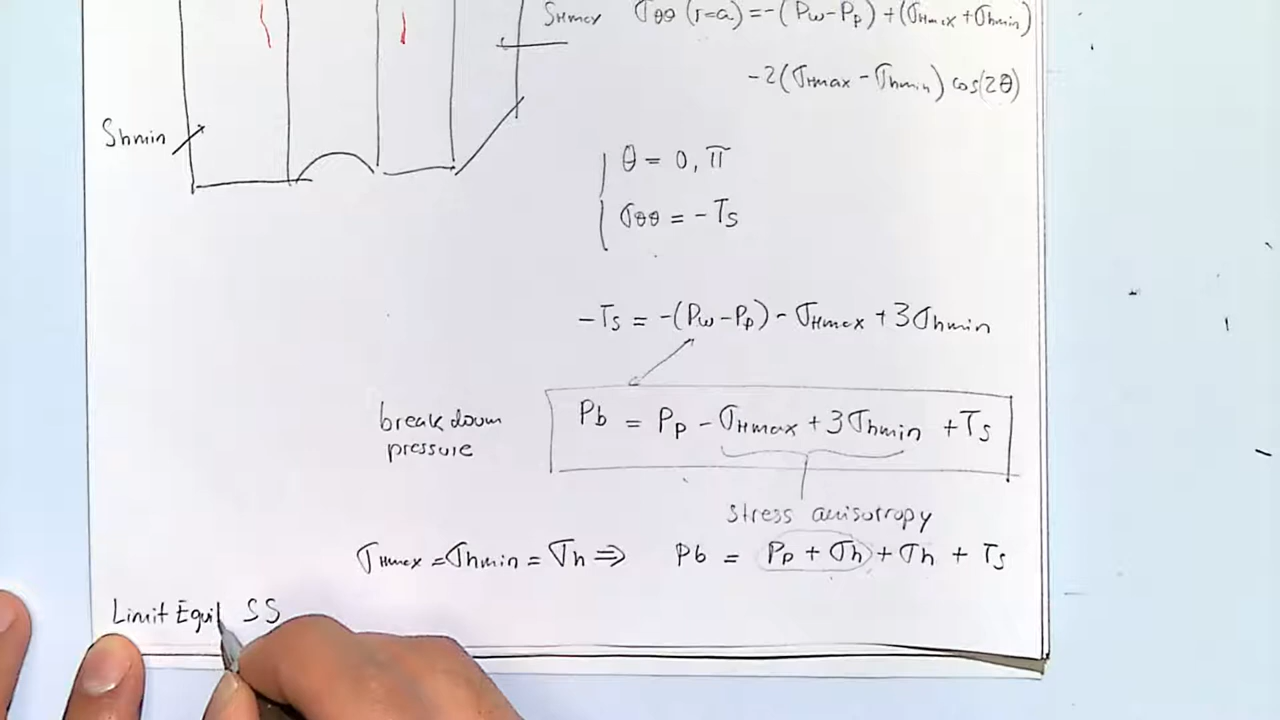 SHmax
σθθ (r=a) = -(Pw-Pp) + (σHmax + σhmin)
-2(σHmax - σhmin) cos(2θ)
Shmin
θ = 0, π
σθθ = -Ts
-Ts = -(Pw-Pp) - σHmax + 3σhmin
breakdown
pressure
Pb = Pp - σHmax + 3σhmin + Ts
stress anisotropy
σHmax = σhmin = σh ⇒ Pb = Pp + σh + σh + Ts
Limit Equil SS